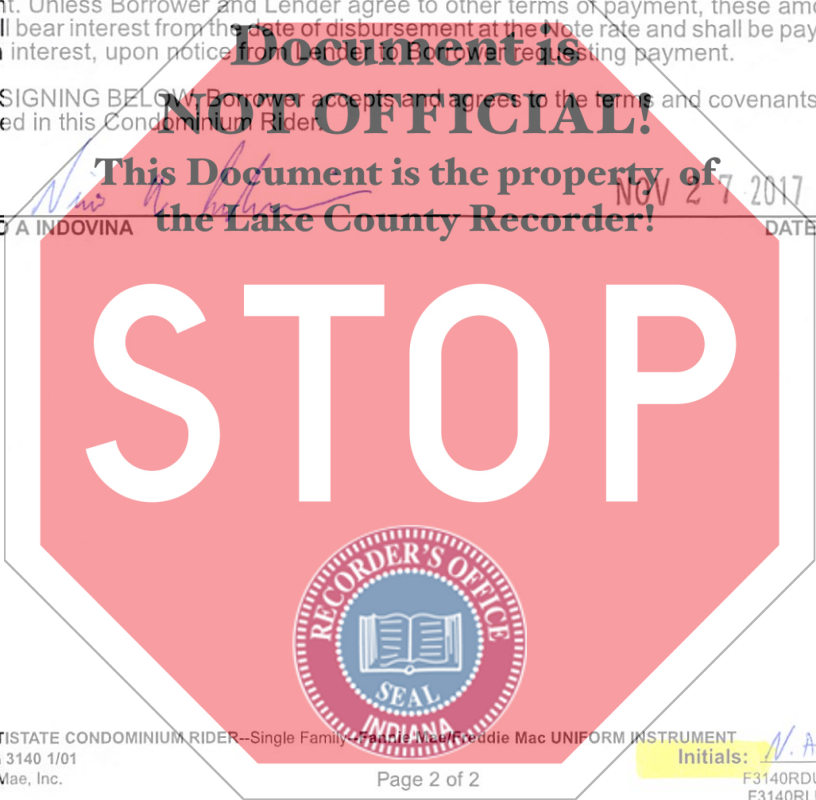 nt. Unless Borrower and Lender agree to other terms of payment, these amo
ll bear interest from the date of disbursement at the Note rate and shall be pay
interest, upon notice from Lender to Borrower requesting payment.
Document is
SIGNING BELOW, Borrower accepts and agrees to the terms and covenants
ed in this Condominium Rider.
NOT OFFICIAL!
This Document is the property of
the Lake County Recorder!
NOV 27 2017
O A INDOVINA
DATE
STOP
RECORDER'S OFFICE
SEAL
INDIANA
TISTATE CONDOMINIUM RIDER--Single Family--Fannie Mae/Freddie Mac UNIFORM INSTRUMENT
3140 1/01
Initials: N. A
Mae, Inc.
Page 2 of 2
F3140RDU
F3140RLU